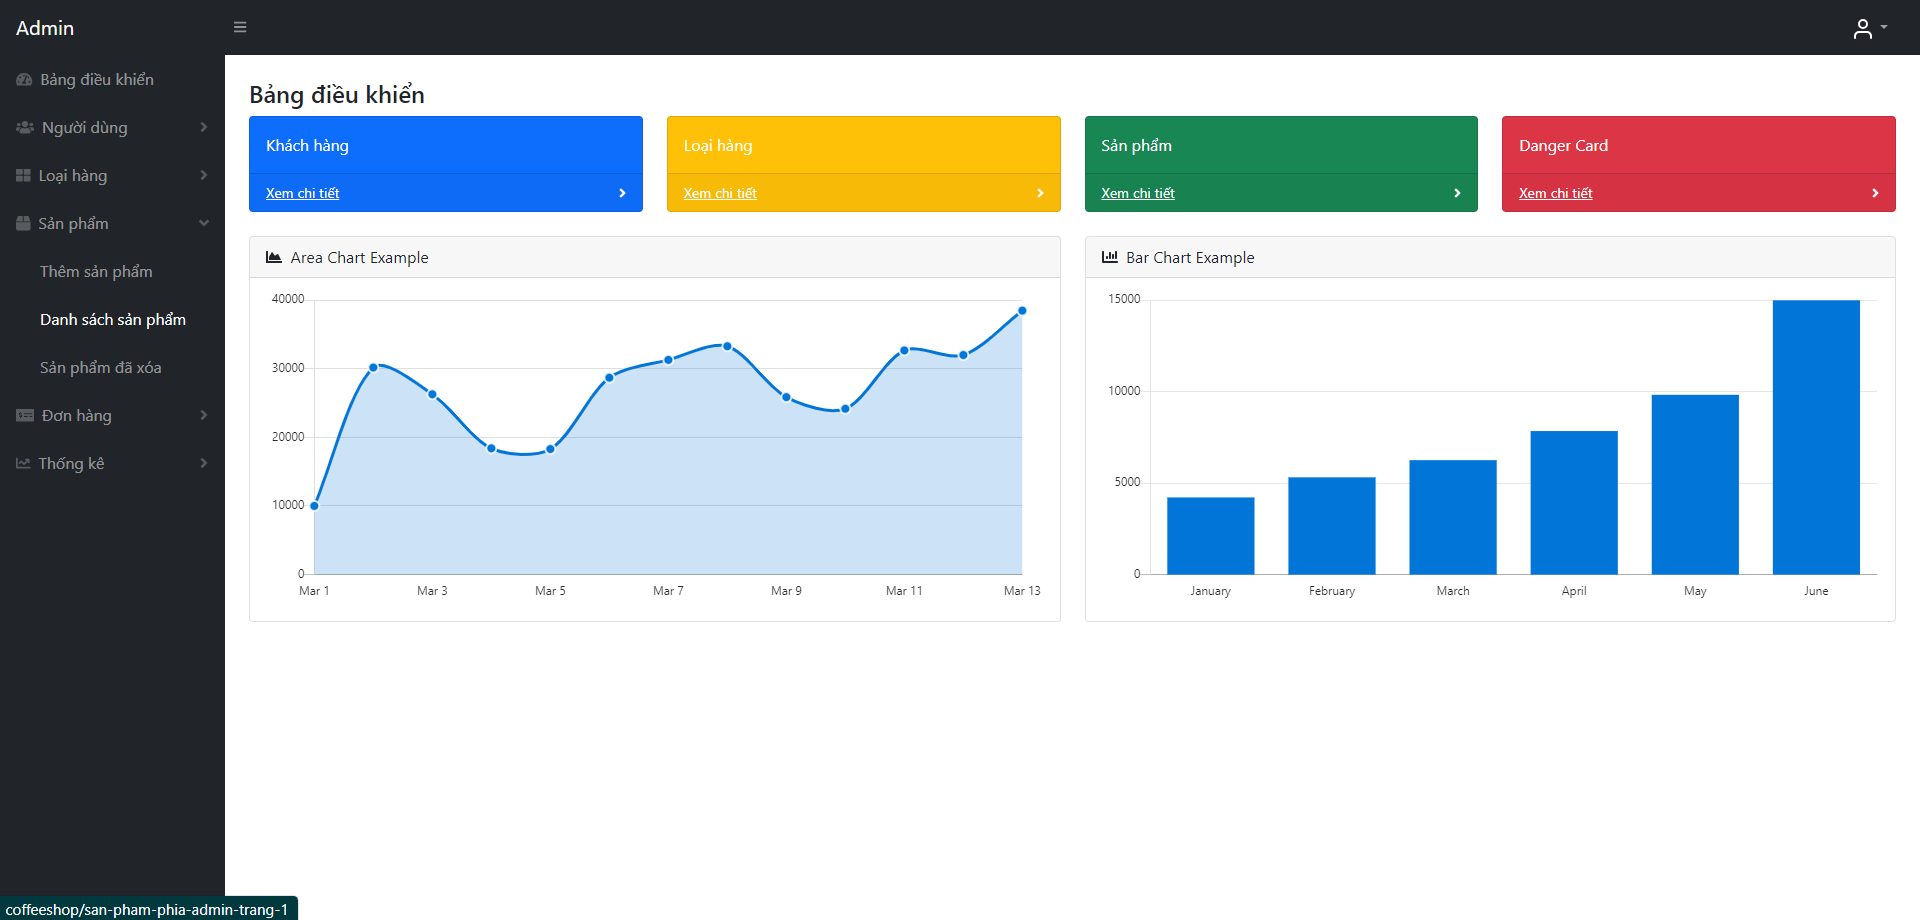 Admin
Bảng điều khiển
Người dùng
Loại hàng
Sản phẩm
Thêm sản phẩm
Danh sách sản phẩm
Sản phẩm đã xóa
Đơn hàng
Thống kê
Bảng điều khiển
Khách hàng
Xem chi tiết
Loại hàng
Xem chi tiết
Sản phẩm
Xem chi tiết
Danger Card
Xem chi tiết
Area Chart Example
40000
30000
20000
10000
0
Mar 1 Mar 3 Mar 5 Mar 7 Mar 9 Mar 11 Mar 13
Bar Chart Example
15000
10000
5000
0
January February March April May June
coffeeshop/san-pham-phia-admin-trang-1